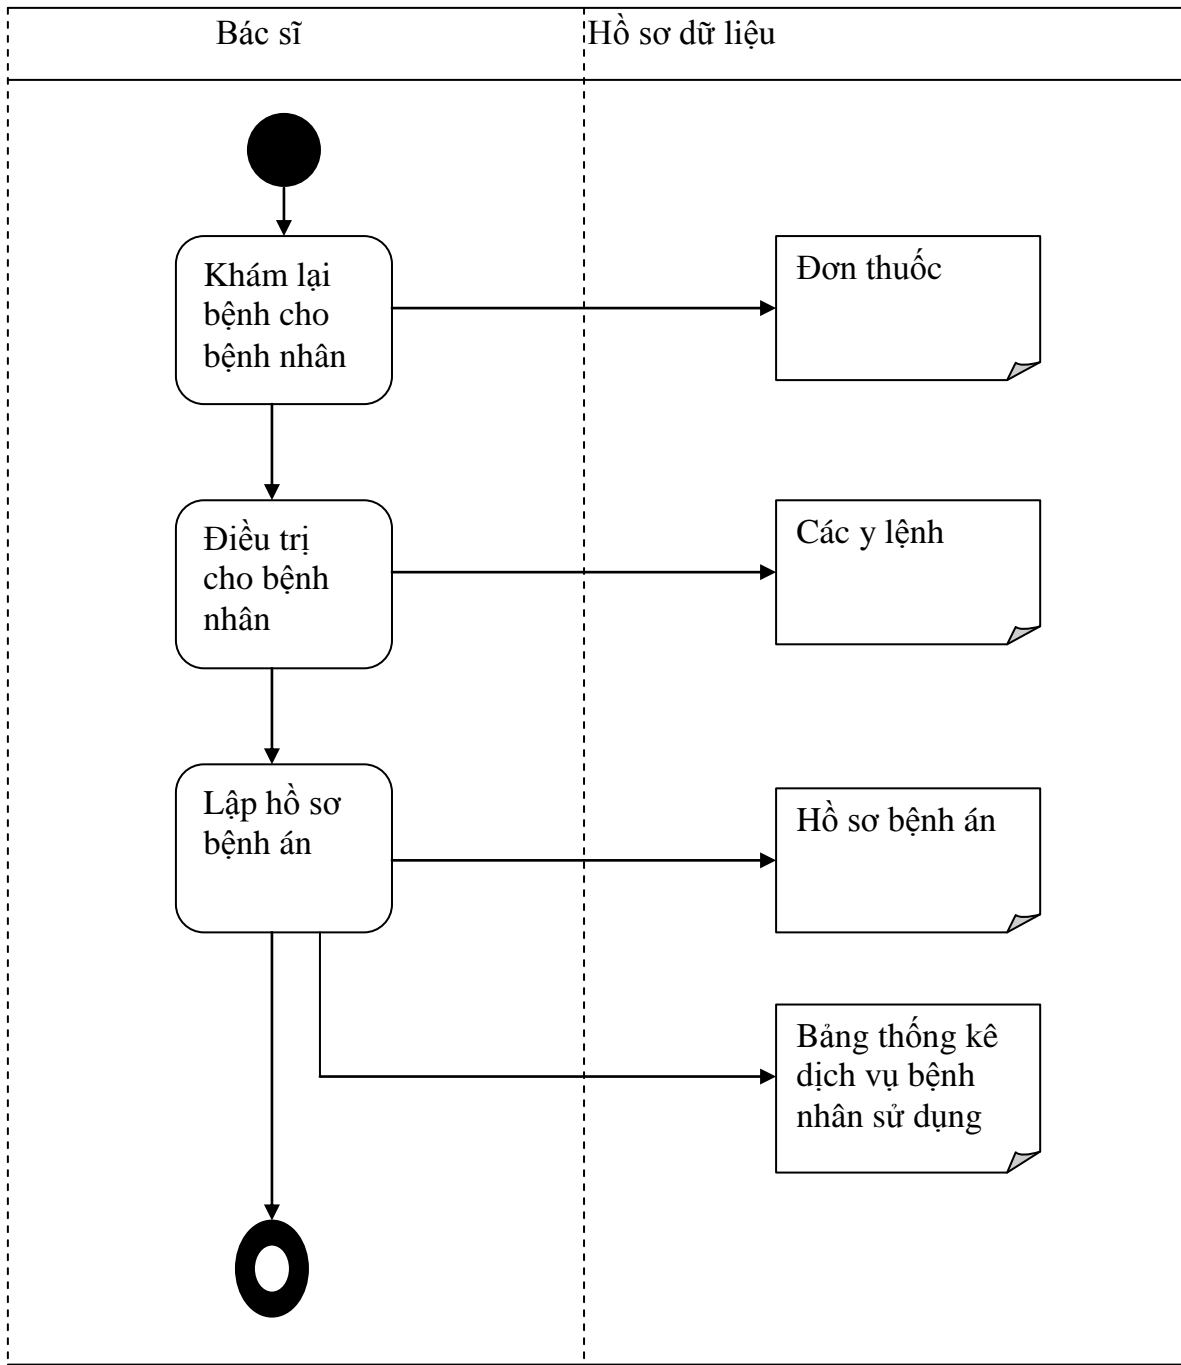 Bác sĩ
Hồ sơ dữ liệu
Khám lại
bệnh cho
bệnh nhân
Đơn thuốc
Điều trị
cho bệnh
nhân
Các y lệnh
Lập hồ sơ
bệnh án
Hồ sơ bệnh án
Bảng thống kê
dịch vụ bệnh
nhân sử dụng